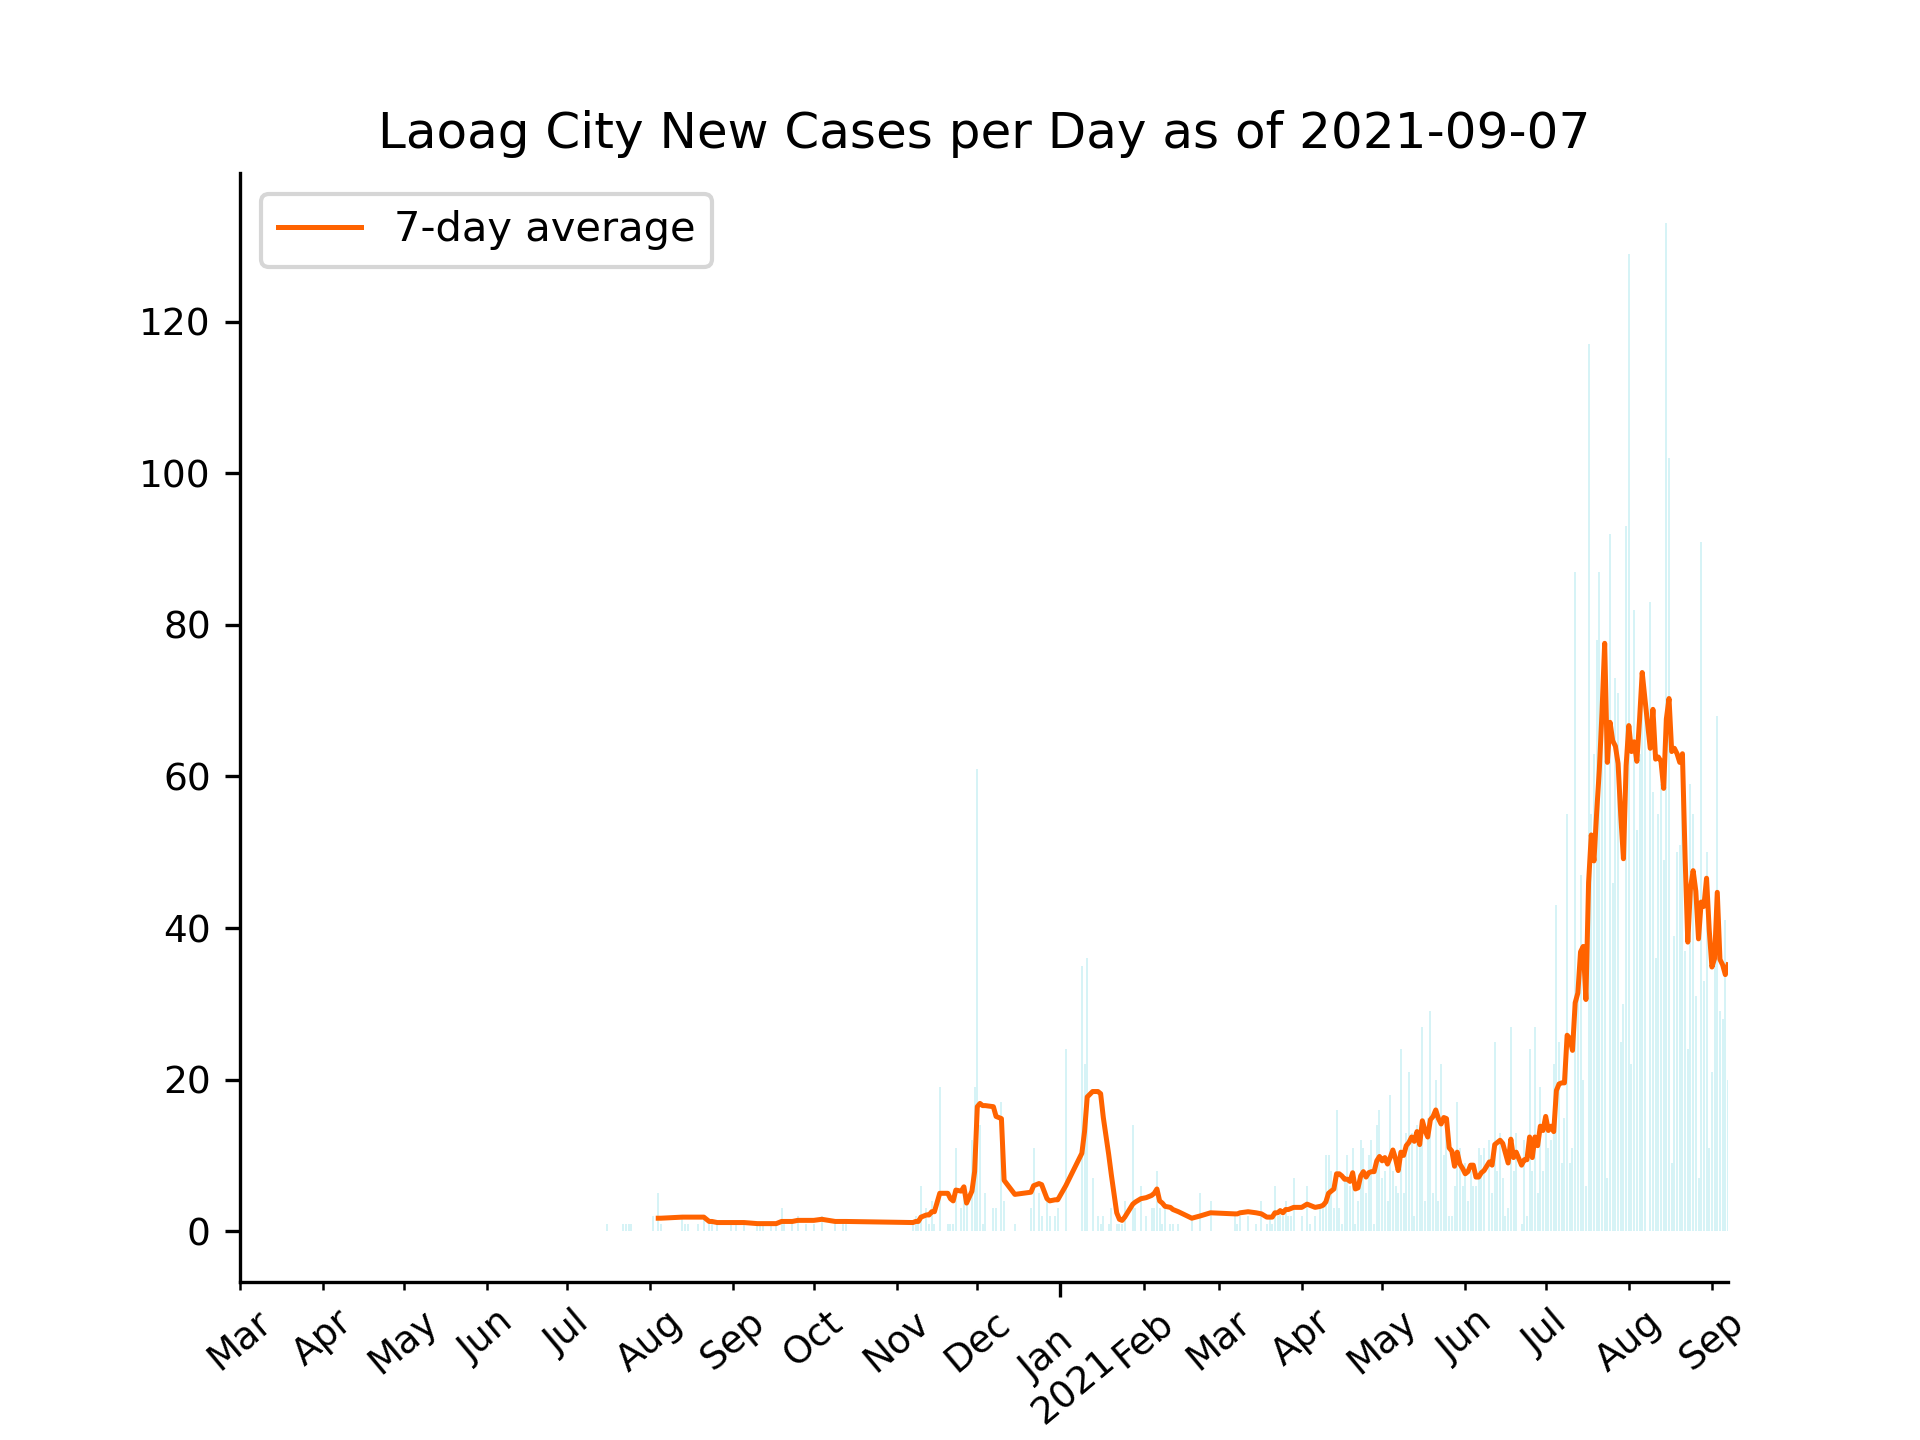 Laoag City New Cases per Day as of 2021-09-07
7-day average
120
100
80
60
40
20
0
Mar Apr May Jun Jul Aug Sep Oct Nov Dec Jan Feb Mar Apr May Jun Jul Aug Sep
2021